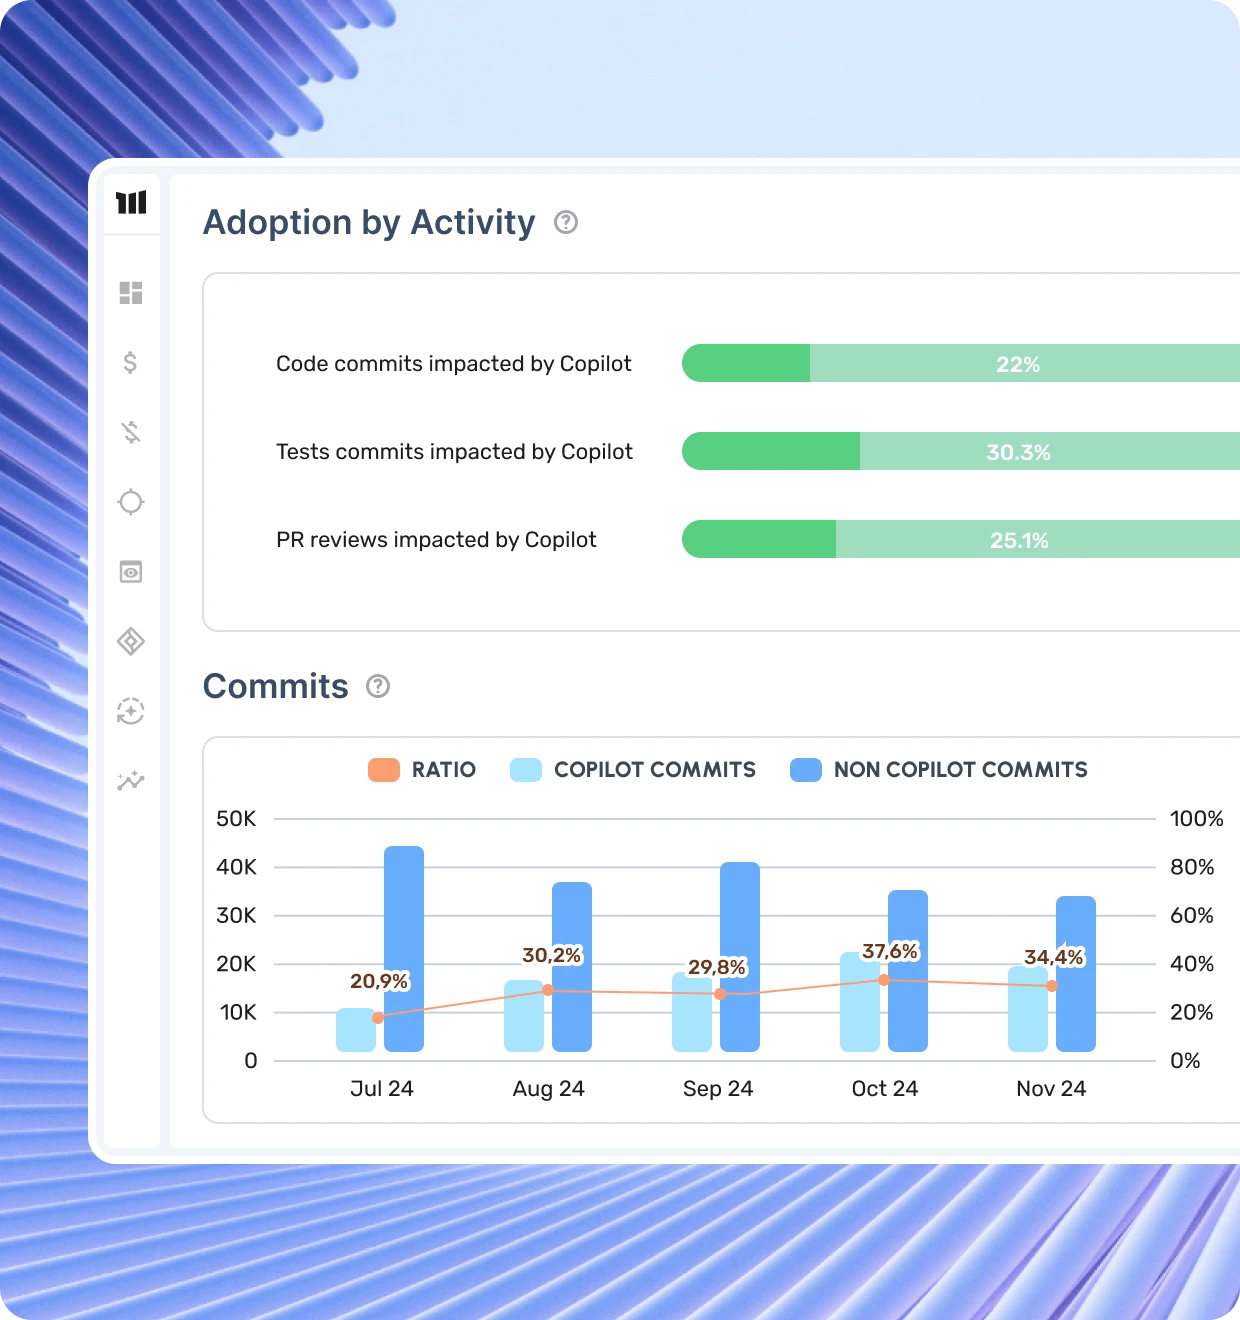 Adoption by Activity
Code commits impacted by Copilot 22%
Tests commits impacted by Copilot 30.3%
PR reviews impacted by Copilot 25.1%
Commits
RATIO COPILOT COMMITS NON COPILOT COMMITS
50K 100%
40K 80%
30K 60%
20K 40%
10K 20%
0 0%
20,9% 30,2% 29,8% 37,6% 34,4%
Jul 24 Aug 24 Sep 24 Oct 24 Nov 24